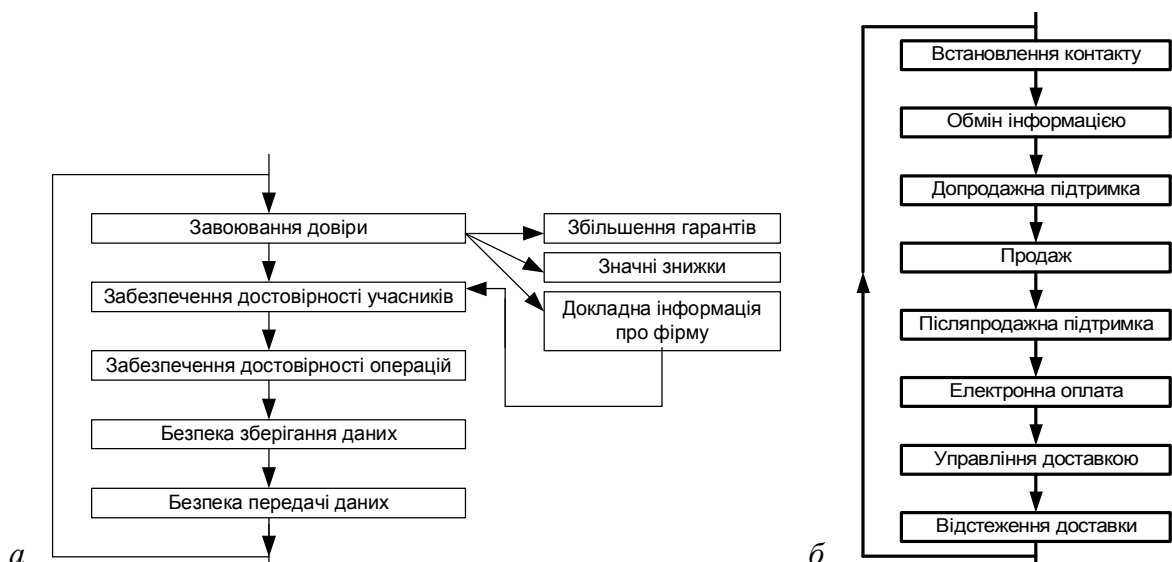 Завоювання довіри
Забезпечення достовірності учасників
Забезпечення достовірності операцій
Безпека зберігання даних
Безпека передачі даних
Збільшення гарантів
Значні знижки
Докладна інформація
про фірму
а
Встановлення контакту
Обмін інформацією
Допродажна підтримка
Продаж
Післяпродажна підтримка
Електронна оплата
Управління доставкою
Відстеження доставки
б